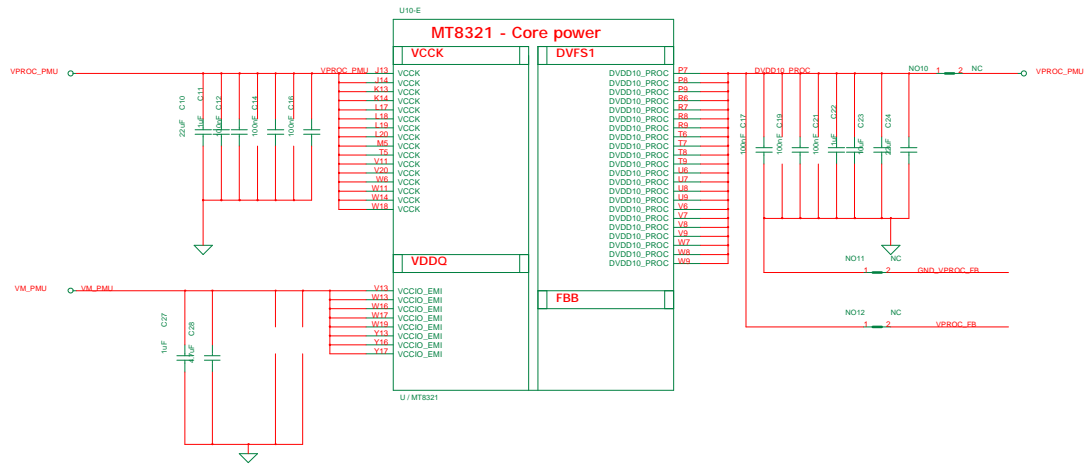 U10-E
MT8321 - Core power
VCCK
DVFS1
VPROC_PMU
VPROC_PMU
J13 VCCK
J14 VCCK
K13 VCCK
K14 VCCK
L17 VCCK
L18 VCCK
L19 VCCK
L20 VCCK
M5 VCCK
T5 VCCK
V11 VCCK
V20 VCCK
W6 VCCK
W11 VCCK
W14 VCCK
W18 VCCK
22uF C10
1uF C11
100nF C12
100nF C14
100nF C16
DVDD10_PROC P7
DVDD10_PROC P8
DVDD10_PROC P9
DVDD10_PROC R6
DVDD10_PROC R7
DVDD10_PROC R8
DVDD10_PROC R9
DVDD10_PROC T6
DVDD10_PROC T7
DVDD10_PROC T8
DVDD10_PROC T9
DVDD10_PROC U6
DVDD10_PROC U7
DVDD10_PROC U8
DVDD10_PROC U9
DVDD10_PROC V6
DVDD10_PROC V7
DVDD10_PROC V8
DVDD10_PROC V9
DVDD10_PROC W7
DVDD10_PROC W8
DVDD10_PROC W9
DVDD10_PROC
NO10
1 2
NC
VPROC_PMU
100nF C17
100nF C19
100nF C21
1uF C22
10uF C23
22uF C24
NO11
NC
1 2
GND_VPROC_FB
NO12
NC
1 2
VPROC_FB
VDDQ
FBB
VM_PMU
VM_PMU
V13 VCCIO_EMI
W13 VCCIO_EMI
W16 VCCIO_EMI
W17 VCCIO_EMI
W19 VCCIO_EMI
Y13 VCCIO_EMI
Y16 VCCIO_EMI
Y17 VCCIO_EMI
1uF C27
4.7uF C28
U / MT8321